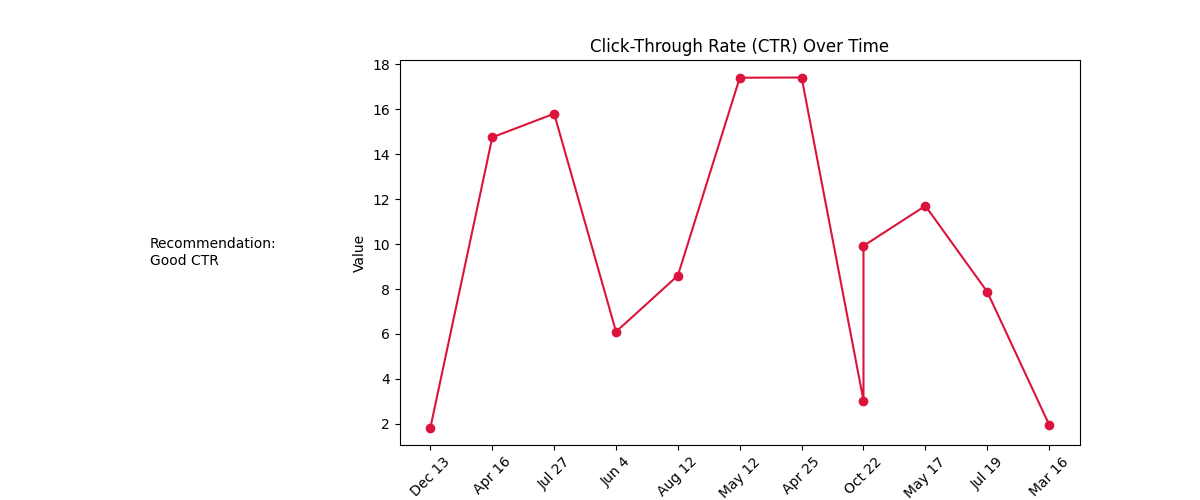 Click-Through Rate (CTR) Over Time
Recommendation:
Good CTR
Value
18
16
14
12
10
8
6
4
2
Dec 13
Apr 16
Jul 27
Jun 4
Aug 12
May 12
Apr 25
Oct 22
May 17
Jul 19
Mar 16